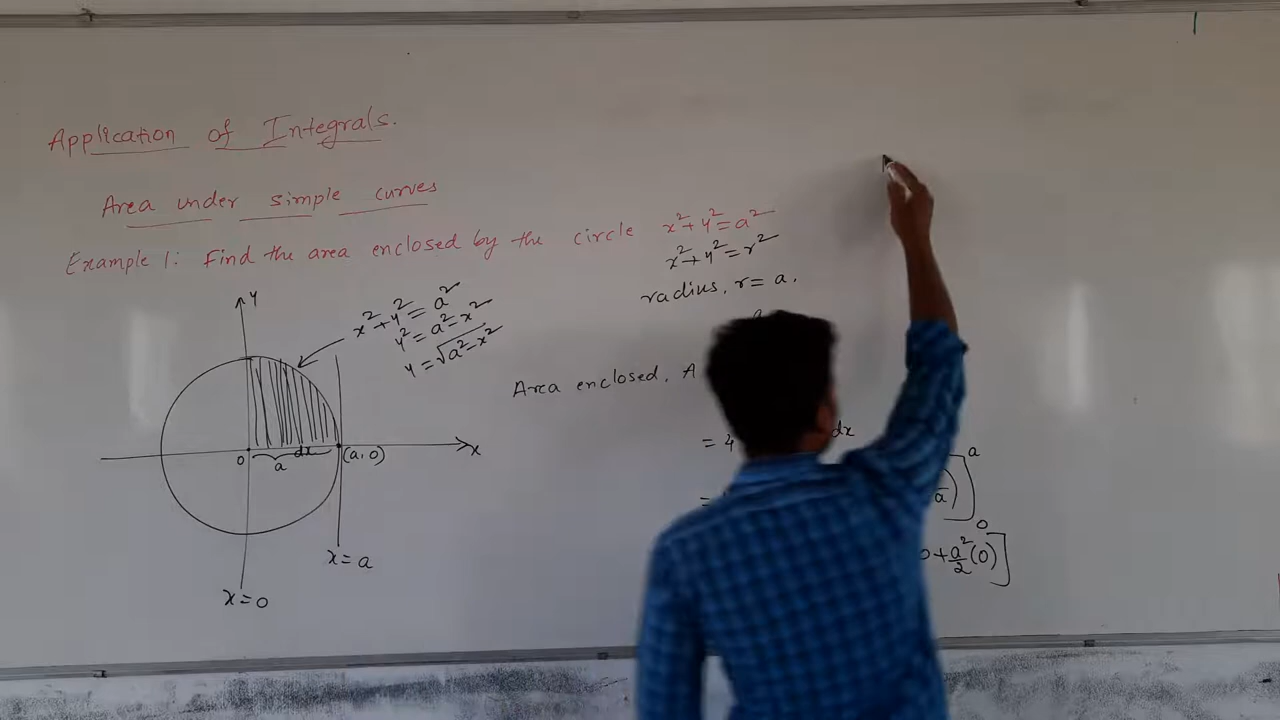 Application of Integrals.
Area under simple curves
Example 1: Find the area enclosed by the circle x²+y²=a²
x²+y²=r²
radius, r=a.
y
x²+y²=a²
y²=a²-x²
y=√a²-x²
0
a
dx
(a,0)
x
x=a
x=0
a
Area enclosed, A
=4 dx
= a) ] a 0
0+a²/2(0)]